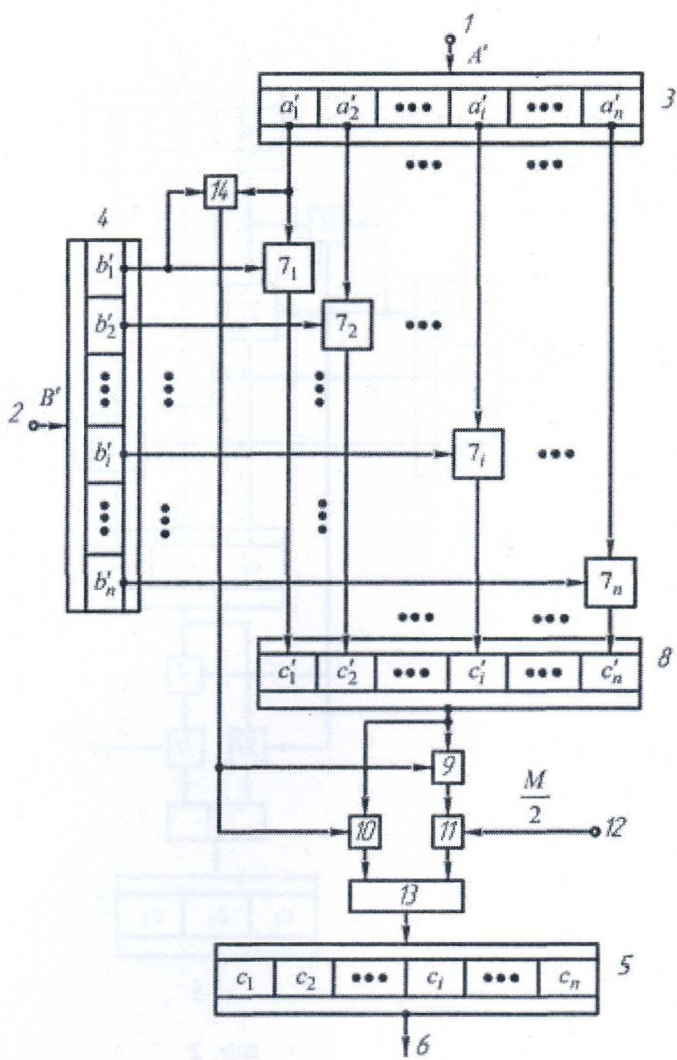 1
A'
a'₁ a'₂ ••• a'ᵢ ••• a'ₙ 3
••• •••
14
4
b'₁ 7₁
b'₂ 7₂ •••
2 B'
b'ᵢ 7ᵢ •••
b'ₙ 7ₙ
••• •••
c'₁ c'₂ ••• c'ᵢ ••• c'ₙ 8
9
M/2
10 11 12
13
c₁ c₂ ••• cᵢ ••• cₙ 5
6